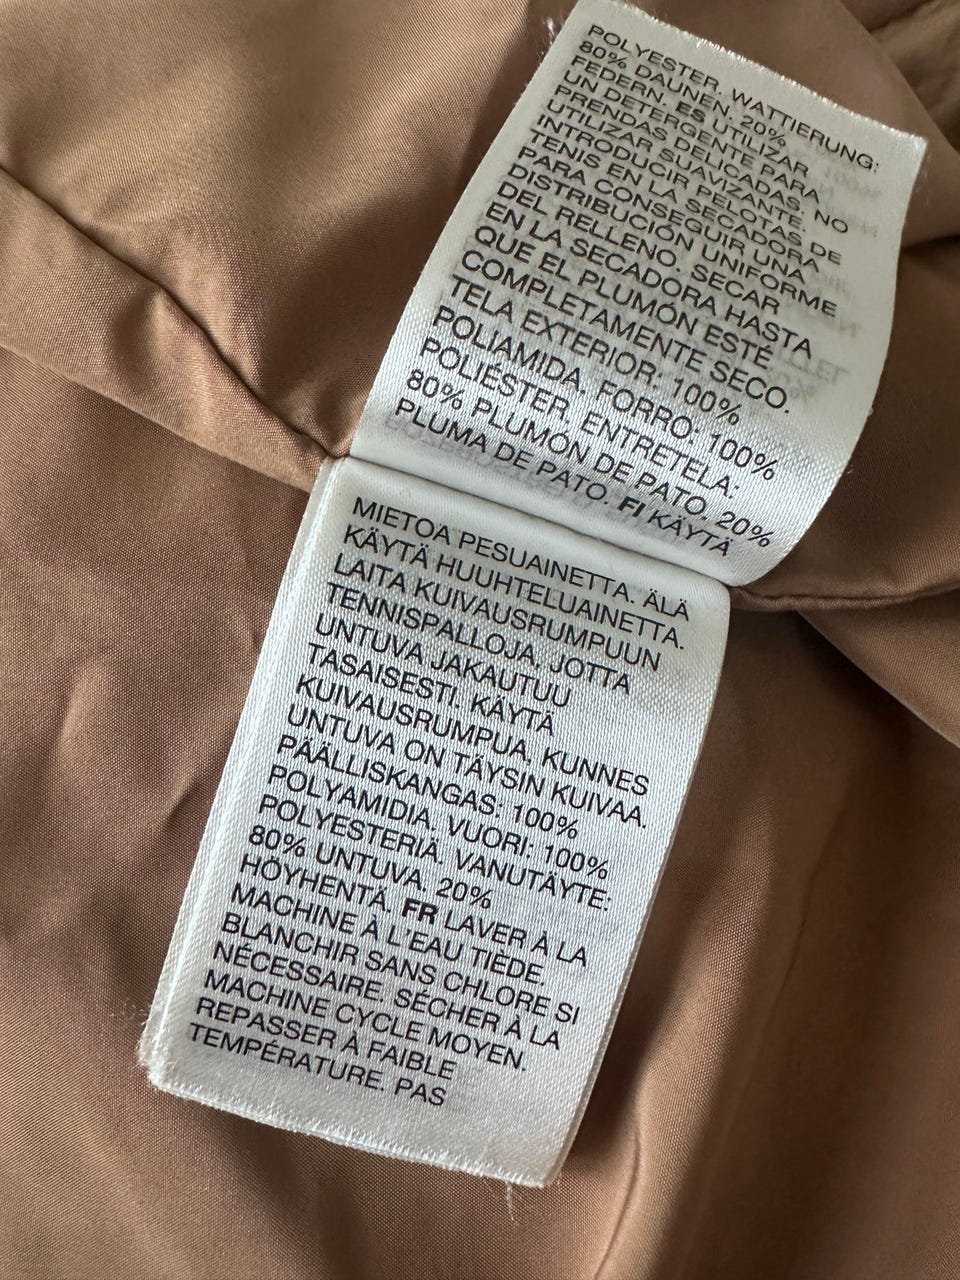 POLYESTER. WATTIERUNG:
80% DAUNEN. 20%
FEDERN. ES UTILIZAR
UN DETERGENTE PARA
PRENDAS DELICADAS. NO
UTILIZAR SUAVIZANTE.
INTRODUCIR PELOTAS DE
TENIS EN LA SECADORA
PARA CONSEGUIR UNA
DISTRIBUCIÓN UNIFORME
DEL RELLENO. SECAR
EN LA SECADORA HASTA
QUE EL PLUMÓN ESTÉ
COMPLETAMENTE SECO.
TELA EXTERIOR: 100%
POLIAMIDA. FORRO: 100%
POLIÉSTER. ENTRETELA:
80% PLUMÓN DE PATO. 20%
PLUMA DE PATO. FI KÄYTÄ
MIETOA PESUAINETTA. ÄLÄ
KÄYTÄ HUUHTELUAINETTA.
LAITA KUIVAUSRUMPUUN
TENNISPALLOJA, JOTTA
UNTUVA JAKAUTUU
TASAISESTI. KÄYTÄ
KUIVAUSRUMPUA, KUNNES
UNTUVA ON TÄYSIN KUIVAA.
PÄÄLLISKANGAS: 100%
POLYAMIDIA. VUORI: 100%
POLYESTERIÄ. VANUTÄYTE:
80% UNTUVA. 20%
HÖYHENTÄ. FR LAVER À LA
MACHINE À L'EAU TIÈDE.
BLANCHIR SANS CHLORE SI
NÉCESSAIRE. SÉCHER À LA
MACHINE CYCLE MOYEN.
REPASSER À FAIBLE
TEMPÉRATURE. PAS